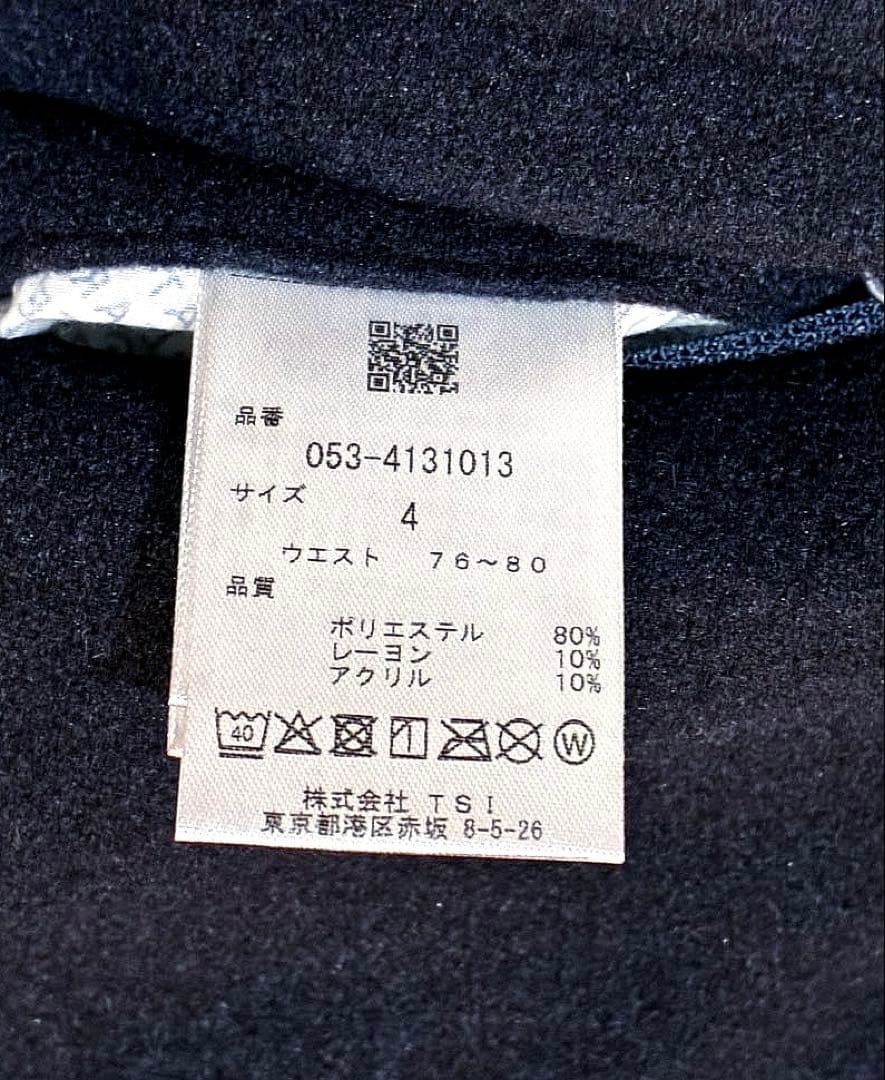 品番
053-4131013
サイズ
4
ウエスト 76～80
品質
ポリエステル 80%
レーヨン 10%
アクリル 10%
40 W
株式会社 TSI
東京都港区赤坂 8-5-26